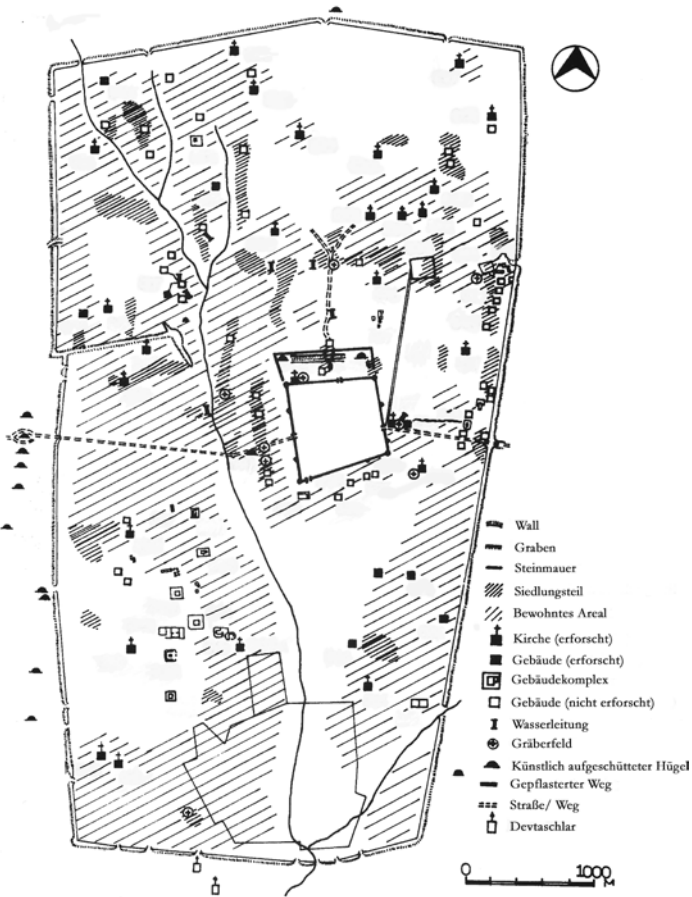 Wall
Graben
Steinmauer
Siedlungsteil
Bewohntes Areal
Kirche (erforscht)
Gebäude (erforscht)
Gebäudekomplex
Gebäude (nicht erforscht)
Wasserleitung
Gräberfeld
Künstlich aufgeschütteter Hügel
Gepflasterter Weg
Straße/ Weg
Devtaschlar
0 1000 M